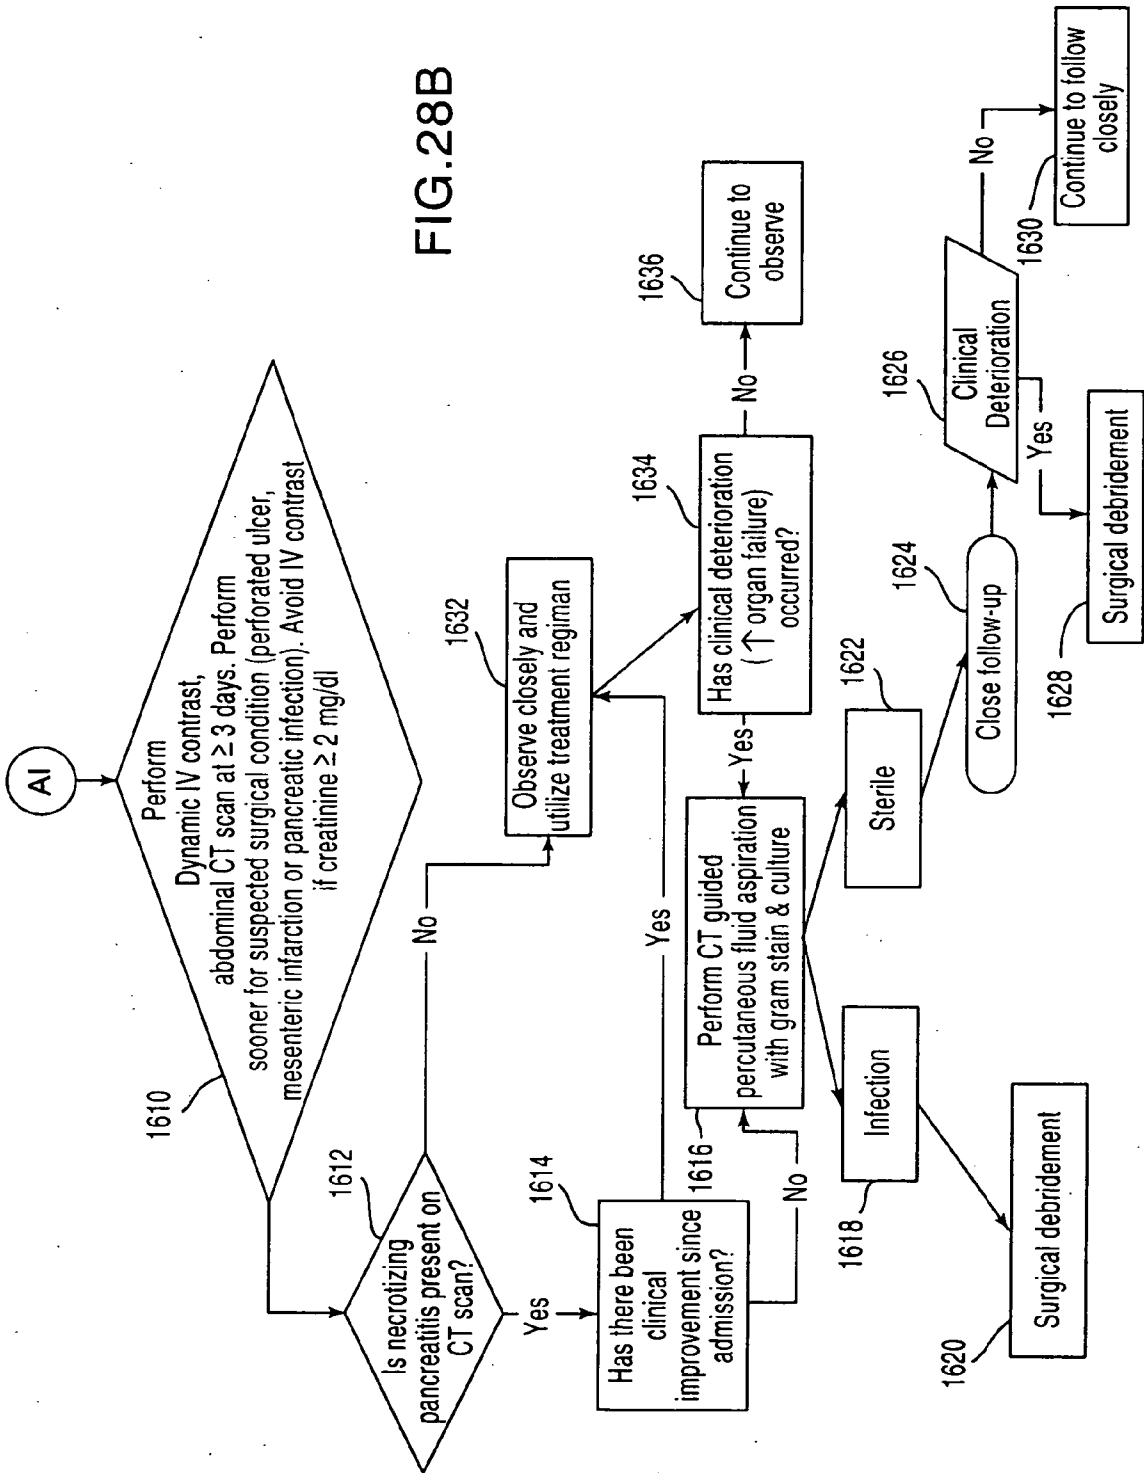 AI
Perform
Dynamic IV contrast,
abdominal CT scan at ≥ 3 days. Perform
sooner for suspected surgical condition (perforated ulcer,
mesenteric infarction or pancreatic infection). Avoid IV contrast
if creatinine ≥ 2 mg/dl
1610
1612
Is necrotizing
pancreatitis present on
CT scan?
No
Yes
1632
Observe closely and
utilize treatment regiman
1614
Has there been
clinical
improvement since
admission?
Yes
No
1634
Has clinical deterioration
(↑ organ failure)
occurred?
No
1636
Continue to
observe
Yes
1616
Perform CT guided
percutaneous fluid aspiration
with gram stain & culture
1618
Infection
1622
Sterile
1620
Surgical debridement
1624
Close follow-up
1626
Clinical
Deterioration
Yes
No
1628
Surgical debridement
1630
Continue to follow
closely
FIG.28B